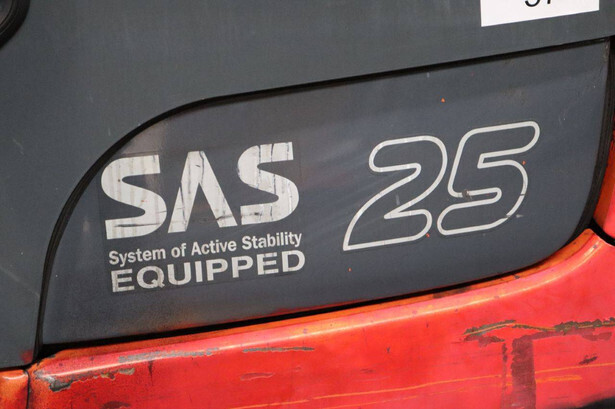 SAS 25
System of Active Stability
EQUIPPED